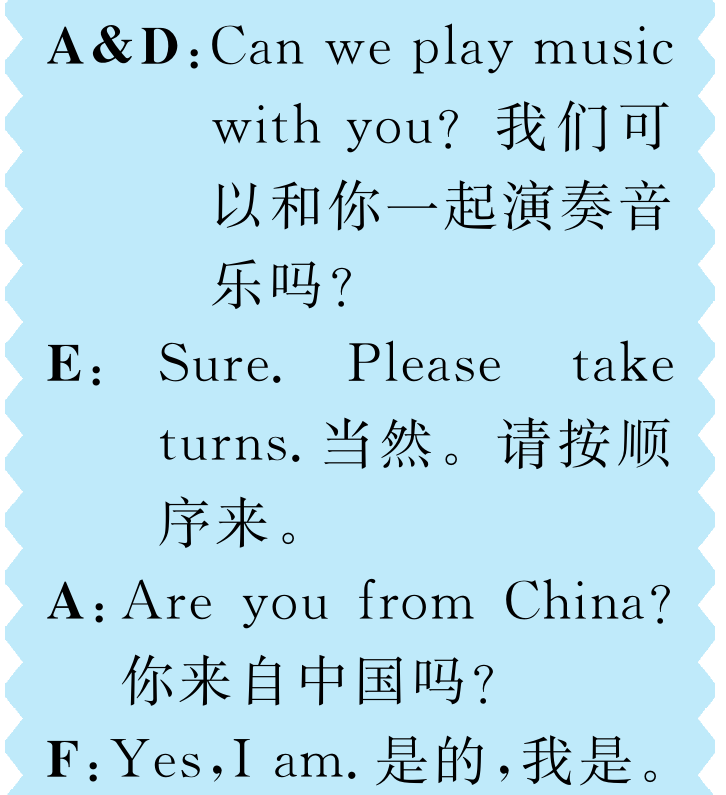 A&D:Can we play music
with you? 我们可
以和你一起演奏音
乐吗?
E: Sure. Please take
turns. 当然。请按顺
序来。
A: Are you from China?
你来自中国吗?
F: Yes,I am. 是的,我是。